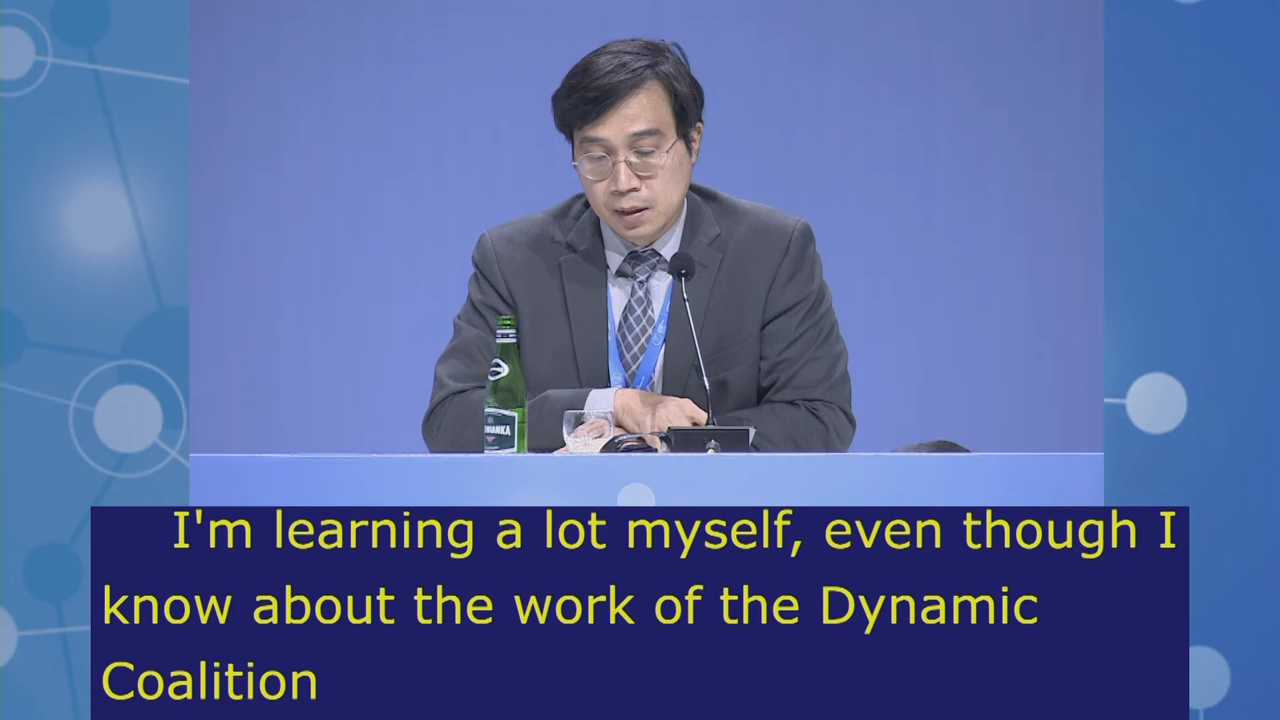 I'm learning a lot myself, even though I
know about the work of the Dynamic
Coalition